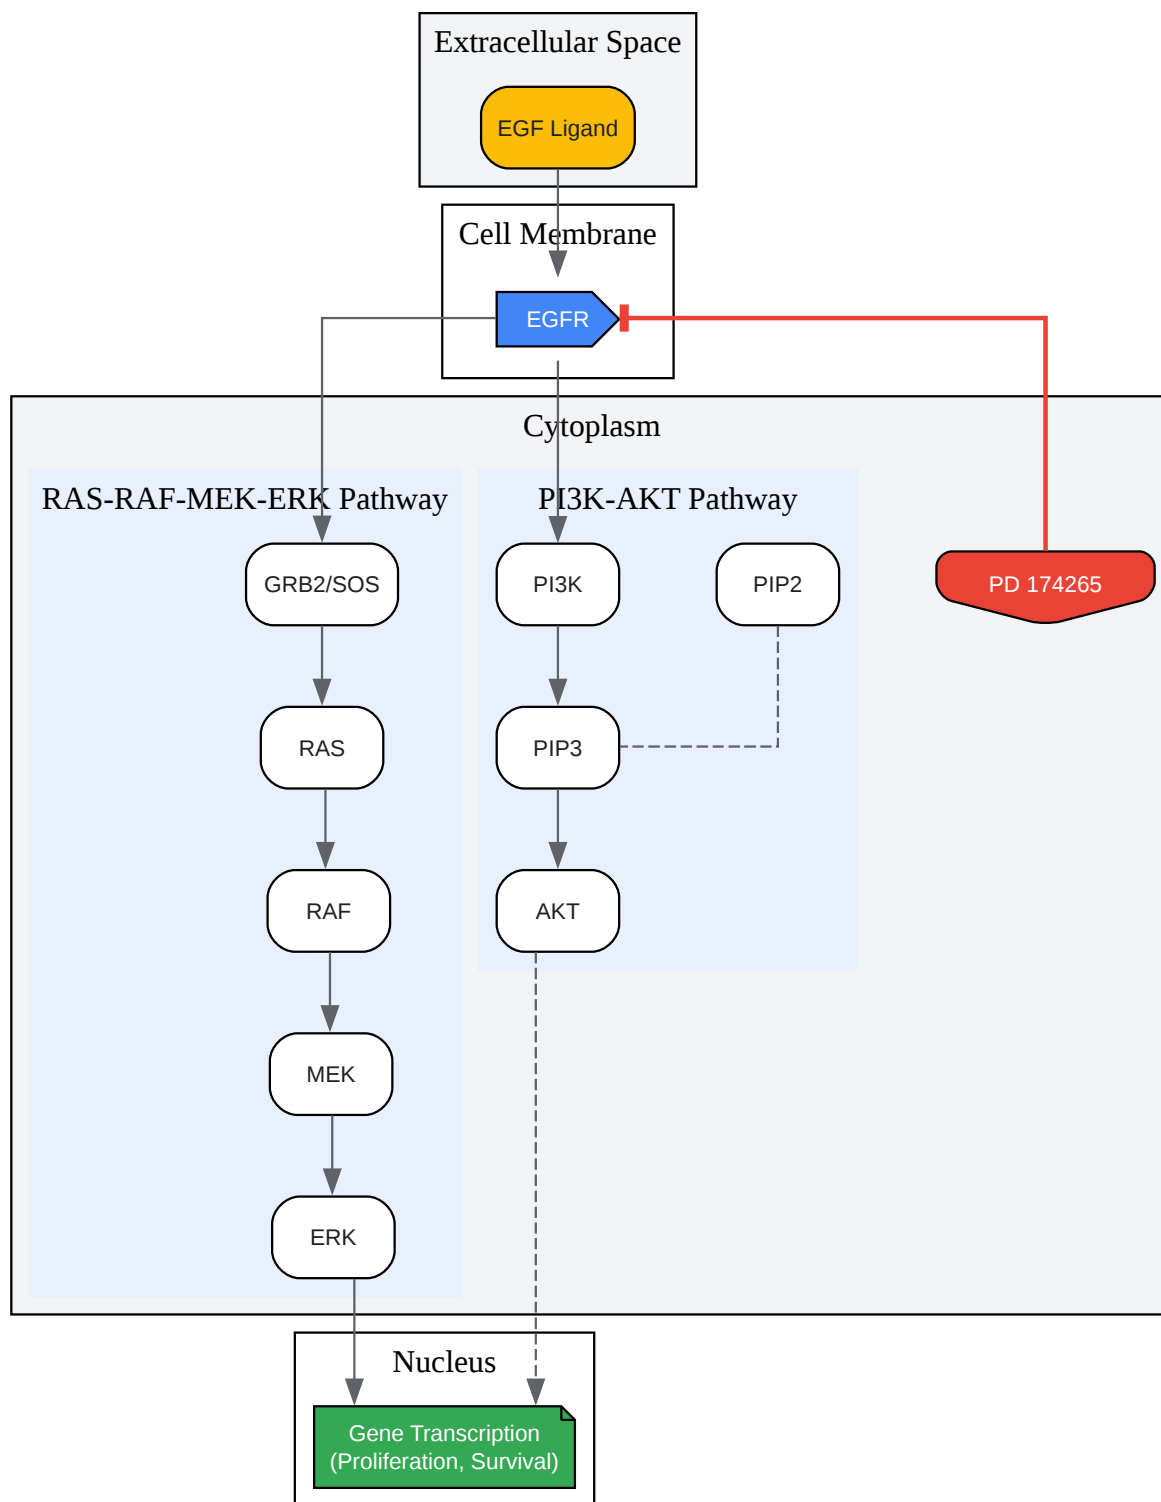 Extracellular Space
EGF Ligand
Cell Membrane
EGFR
Cytoplasm
RAS-RAF-MEK-ERK Pathway
PI3K-AKT Pathway
GRB2/SOS
PI3K
PIP2
PD 174265
RAS
PIP3
RAF
AKT
MEK
ERK
Nucleus
Gene Transcription
(Proliferation, Survival)